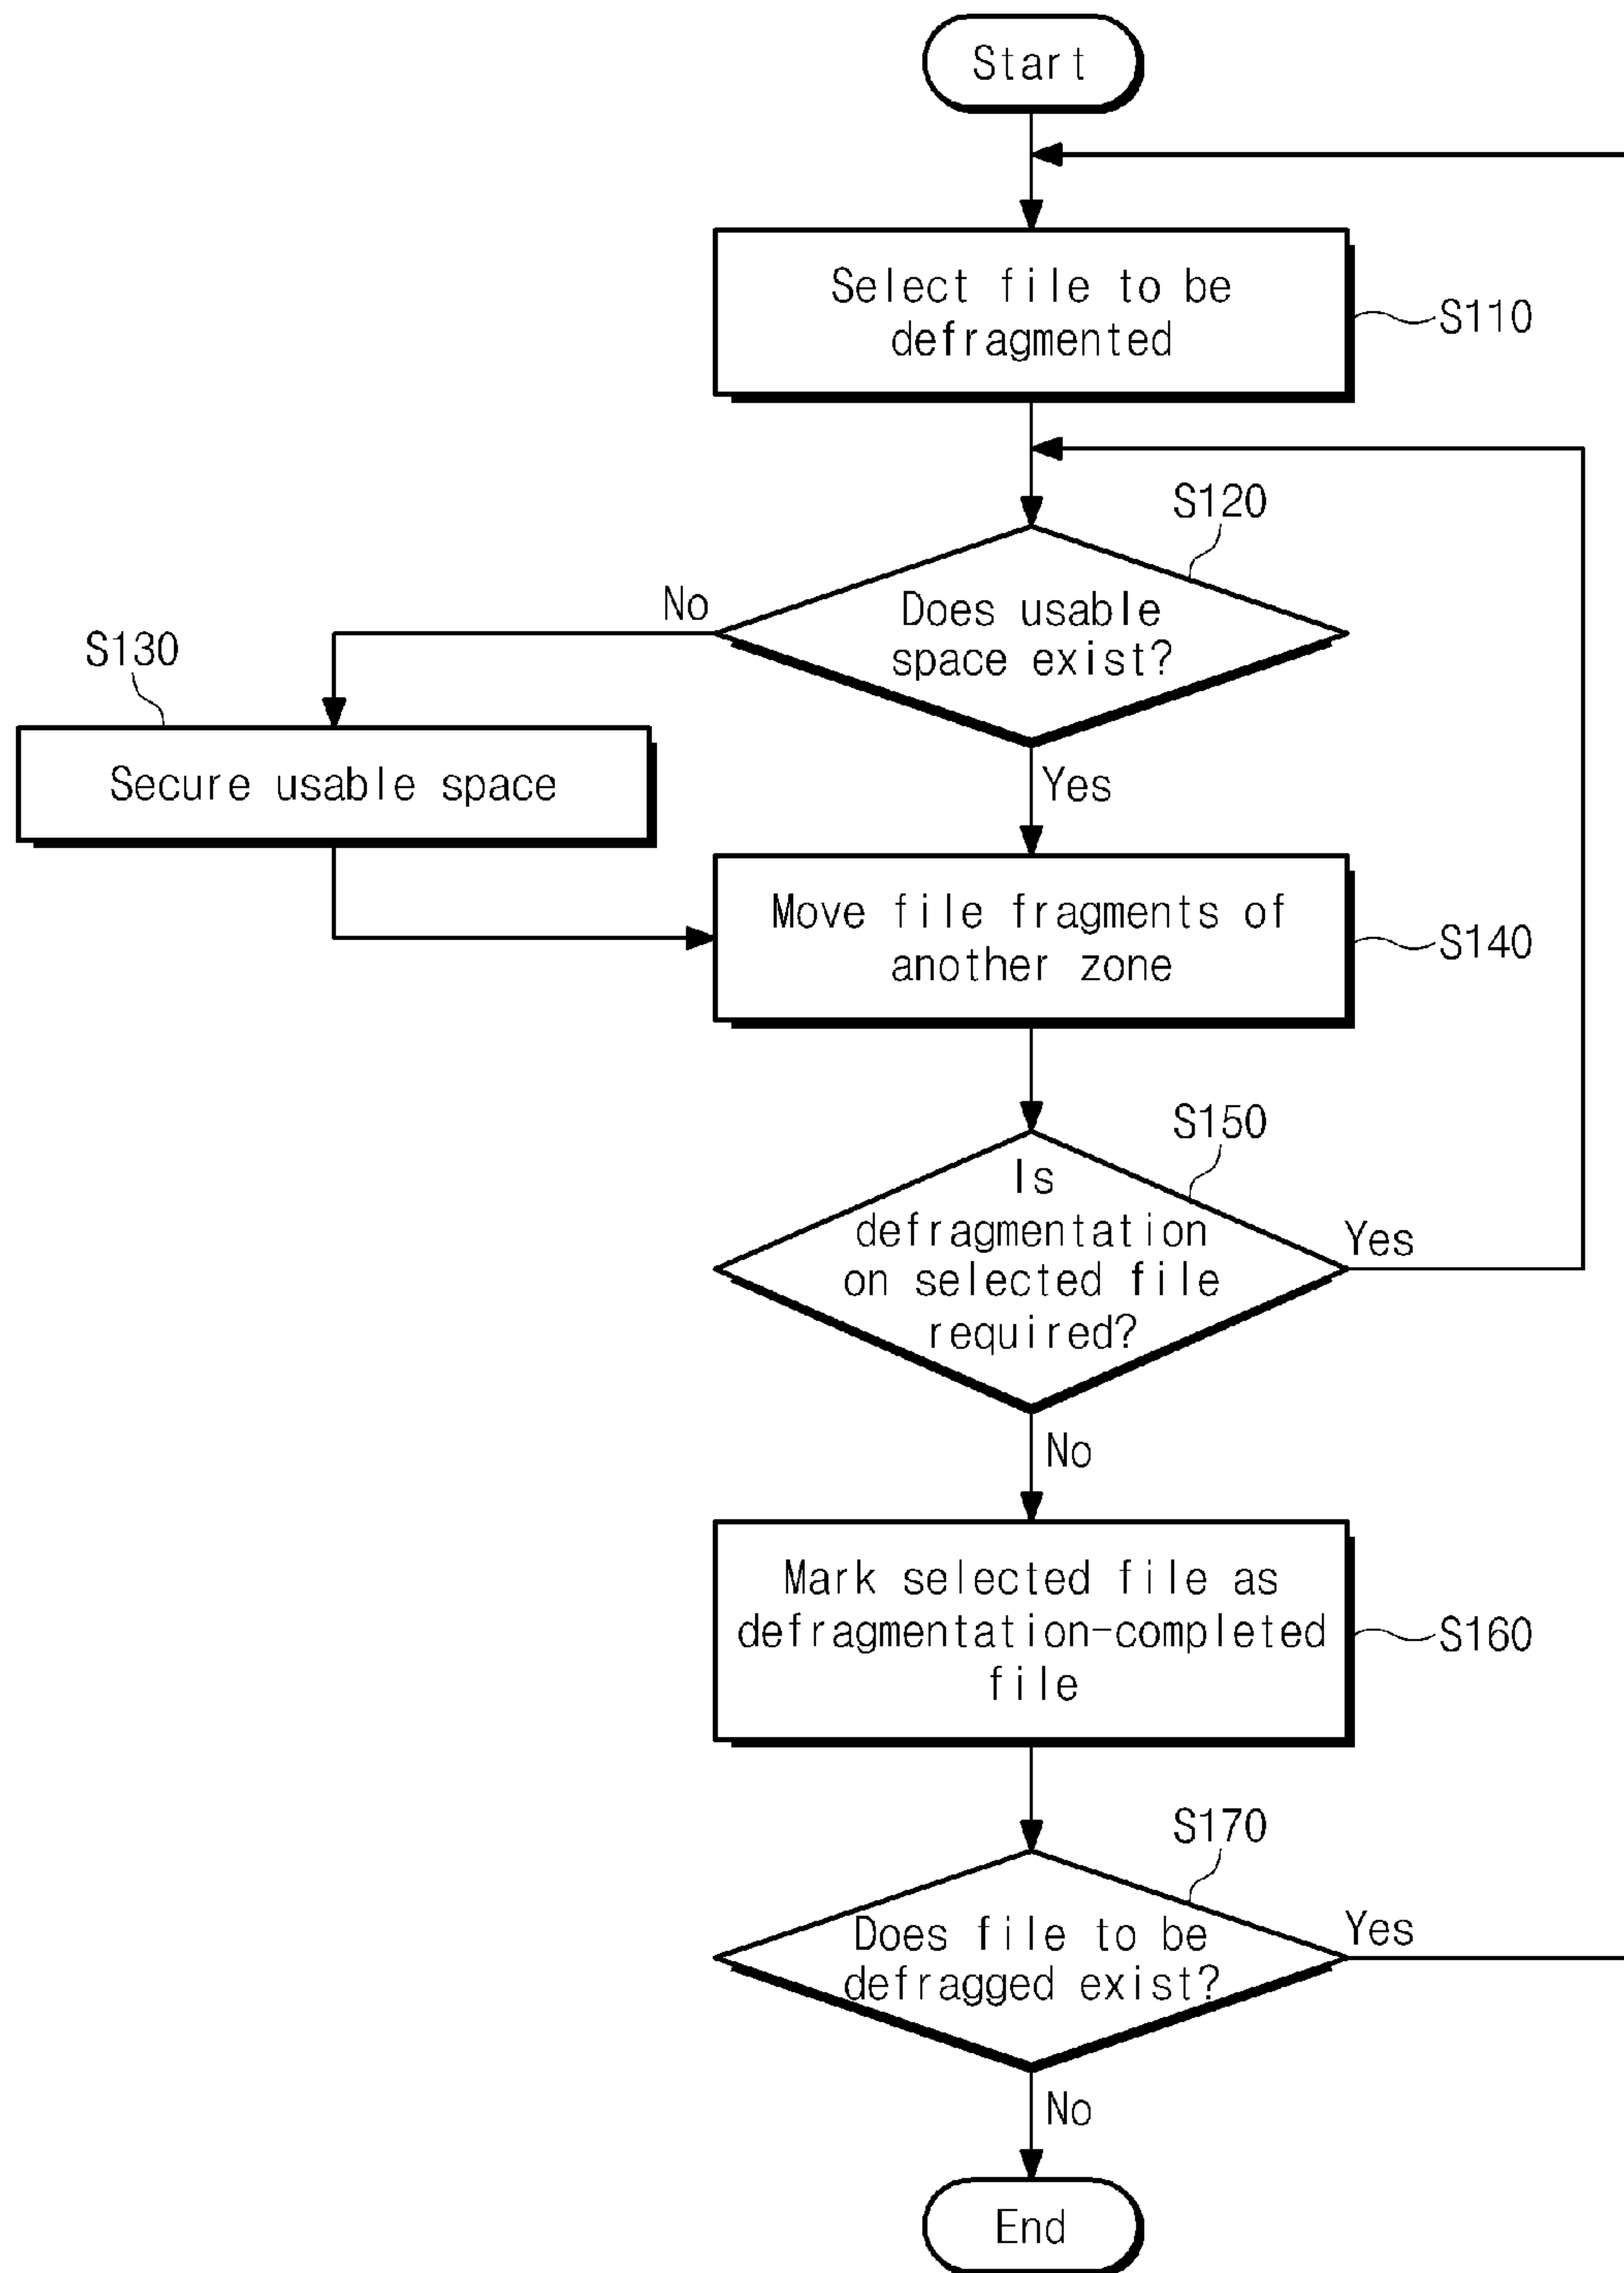 Start
Select file to be
defragmented
S110
S120
No
Does usable
space exist?
S130
Secure usable space
Yes
Move file fragments of
another zone
S140
S150
Is
defragmentation
on selected file
required?
Yes
No
Mark selected file as
defragmentation-completed
file
S160
S170
Does file to be
defragged exist?
Yes
No
End